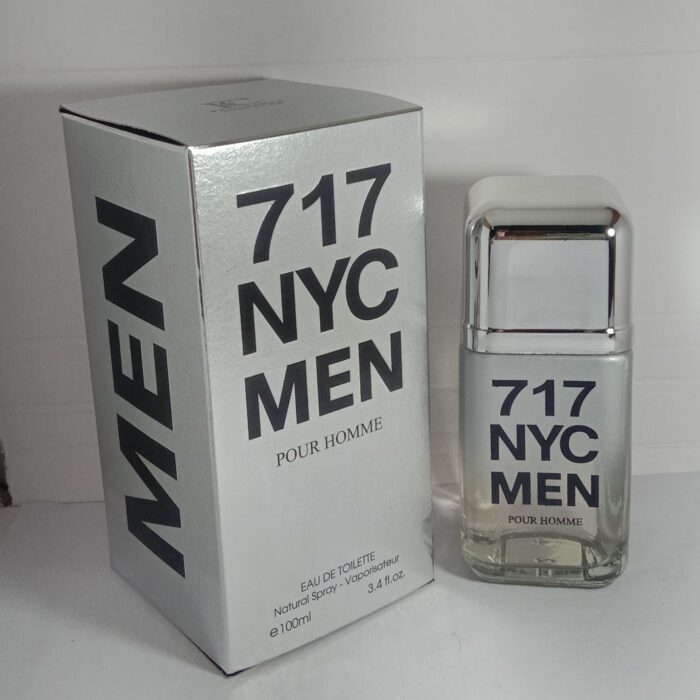 MEN
717
NYC
MEN
POUR HOMME
EAU DE TOILETTE
Natural Spray - Vaporisateur
e100ml 3.4 fl.oz.
717
NYC
MEN
POUR HOMME